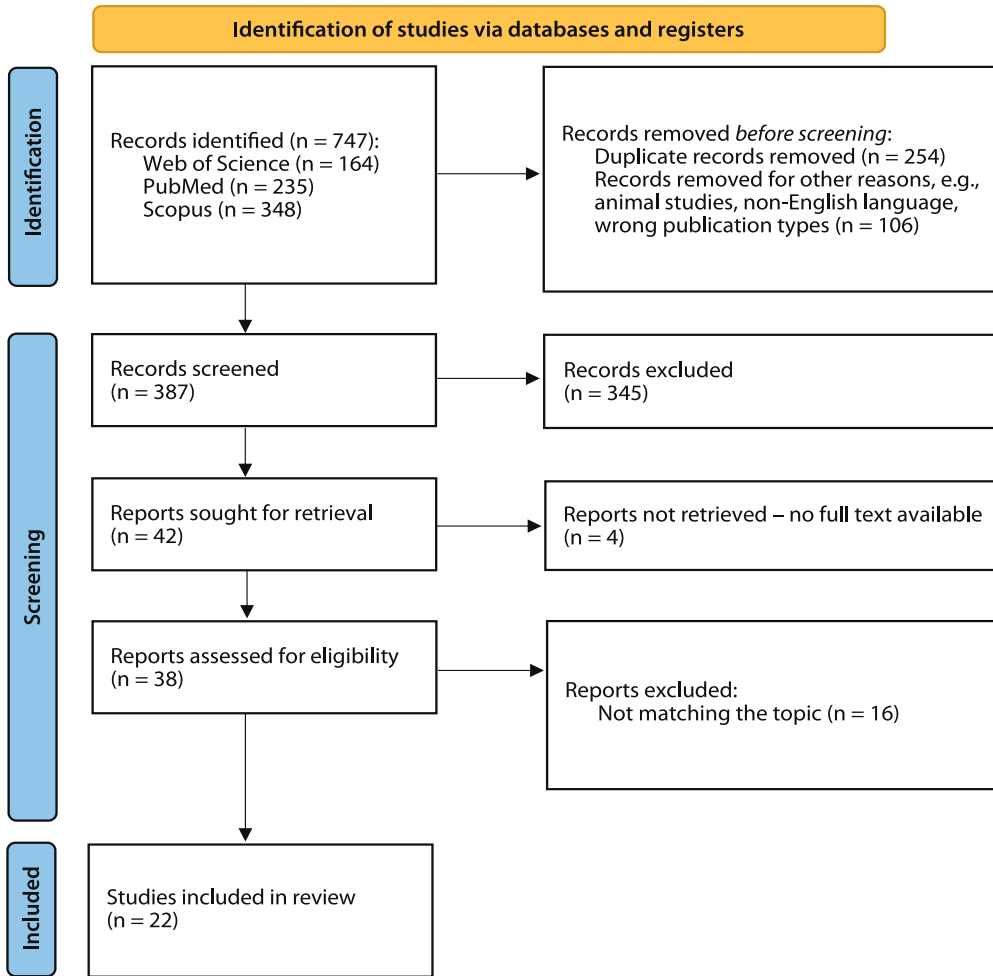 Identification of studies via databases and registers
Identification
Records identified (n = 747):
Web of Science (n = 164)
PubMed (n = 235)
Scopus (n = 348)
Records removed before screening:
Duplicate records removed (n = 254)
Records removed for other reasons, e.g.,
animal studies, non-English language,
wrong publication types (n = 106)
Screening
Records screened
(n = 387)
Records excluded
(n = 345)
Reports sought for retrieval
(n = 42)
Reports not retrieved – no full text available
(n = 4)
Reports assessed for eligibility
(n = 38)
Reports excluded:
Not matching the topic (n = 16)
Included
Studies included in review
(n = 22)